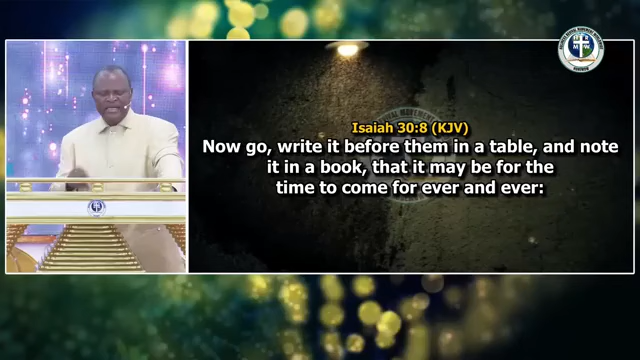 Isaiah 30:8 (KJV)
Now go, write it before them in a table, and note
it in a book, that it may be for the
time to come for ever and ever: